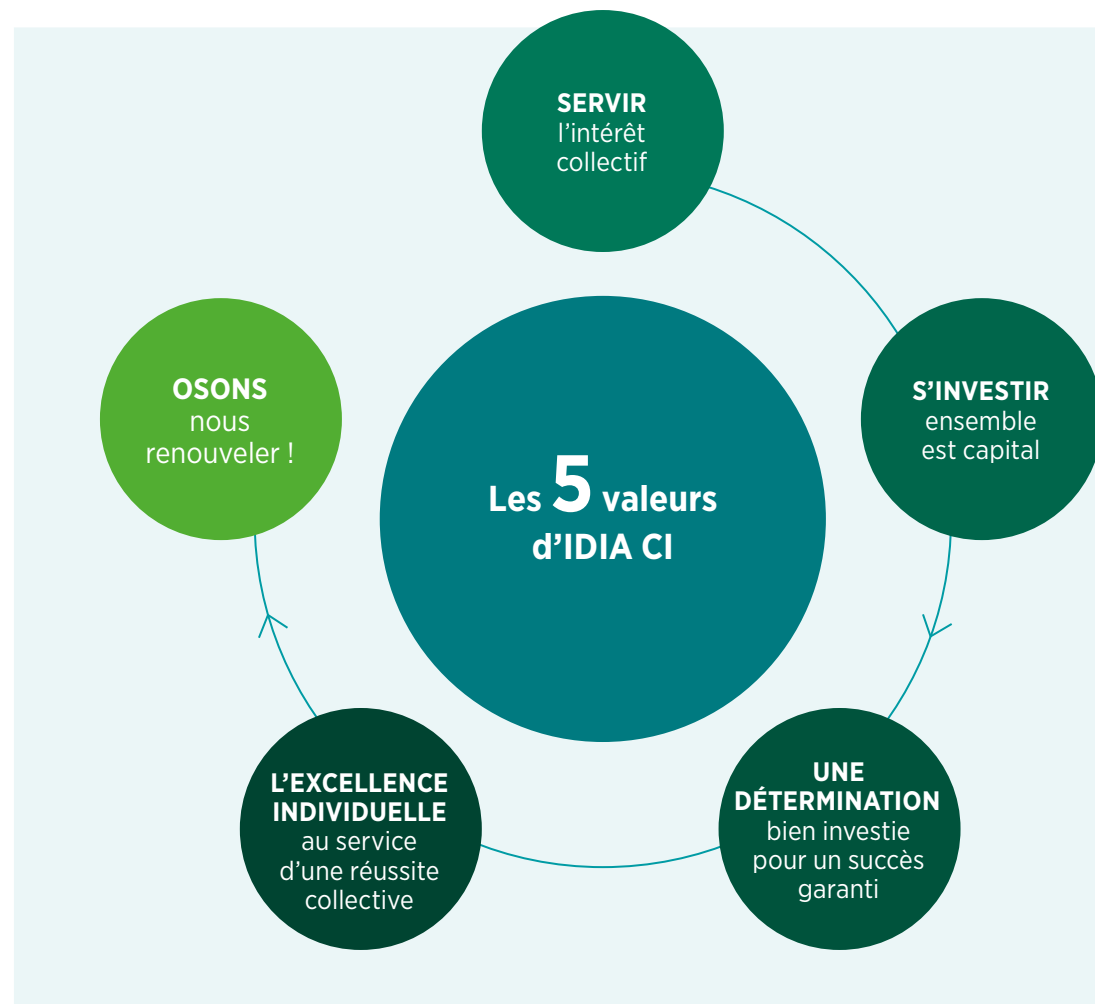 SERVIR
l’intérêt
collectif
S’INVESTIR
ensemble
est capital
UNE
DÉTERMINATION
bien investie
pour un succès
garanti
L’EXCELLENCE
INDIVIDUELLE
au service
d’une réussite
collective
OSONS
nous
renouveler !
Les 5 valeurs
d’IDIA CI